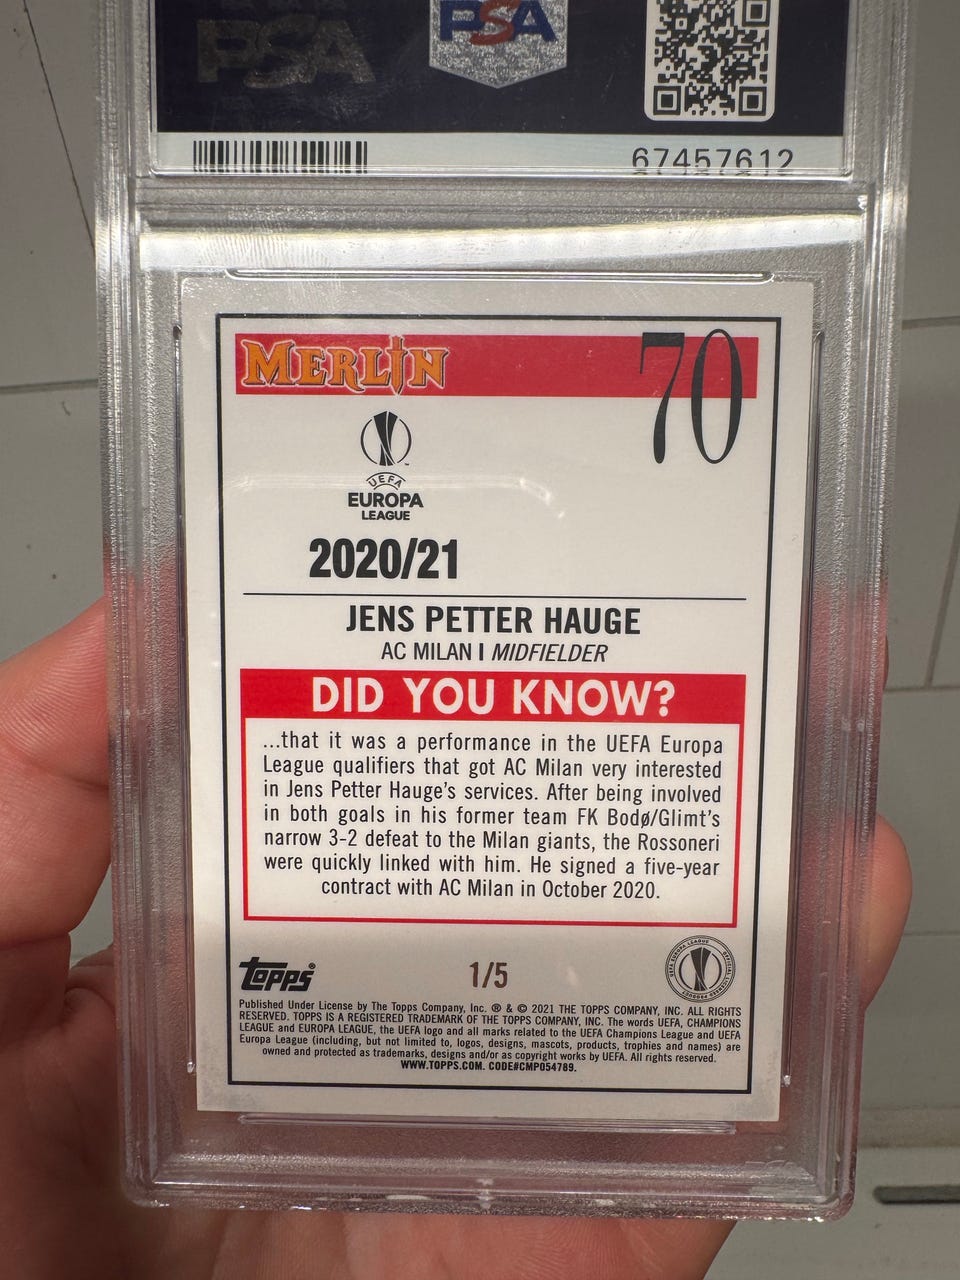 PSA
PSA
67457612
MERLIN
70
UEFA
EUROPA
LEAGUE
2020/21
JENS PETTER HAUGE
AC MILAN | MIDFIELDER
DID YOU KNOW?
...that it was a performance in the UEFA Europa
League qualifiers that got AC Milan very interested
in Jens Petter Hauge's services. After being involved
in both goals in his former team FK Bodø/Glimt's
narrow 3-2 defeat to the Milan giants, the Rossoneri
were quickly linked with him. He signed a five-year
contract with AC Milan in October 2020.
topps®
1/5
UEFA EUROPA LEAGUE OFFICIAL LICENSED PRODUCT
Published Under License by The Topps Company, Inc. ® & © 2021 THE TOPPS COMPANY, INC. ALL RIGHTS
RESERVED. TOPPS IS A REGISTERED TRADEMARK OF THE TOPPS COMPANY, INC. The words UEFA, CHAMPIONS
LEAGUE and EUROPA LEAGUE, the UEFA logo and all marks related to the UEFA Champions League and UEFA
Europa League (including, but not limited to, logos, designs, mascots, products, trophies and names) are
owned and protected as trademarks, designs and/or as copyright works by UEFA. All rights reserved.
WWW.TOPPS.COM. CODE#CMP054789.